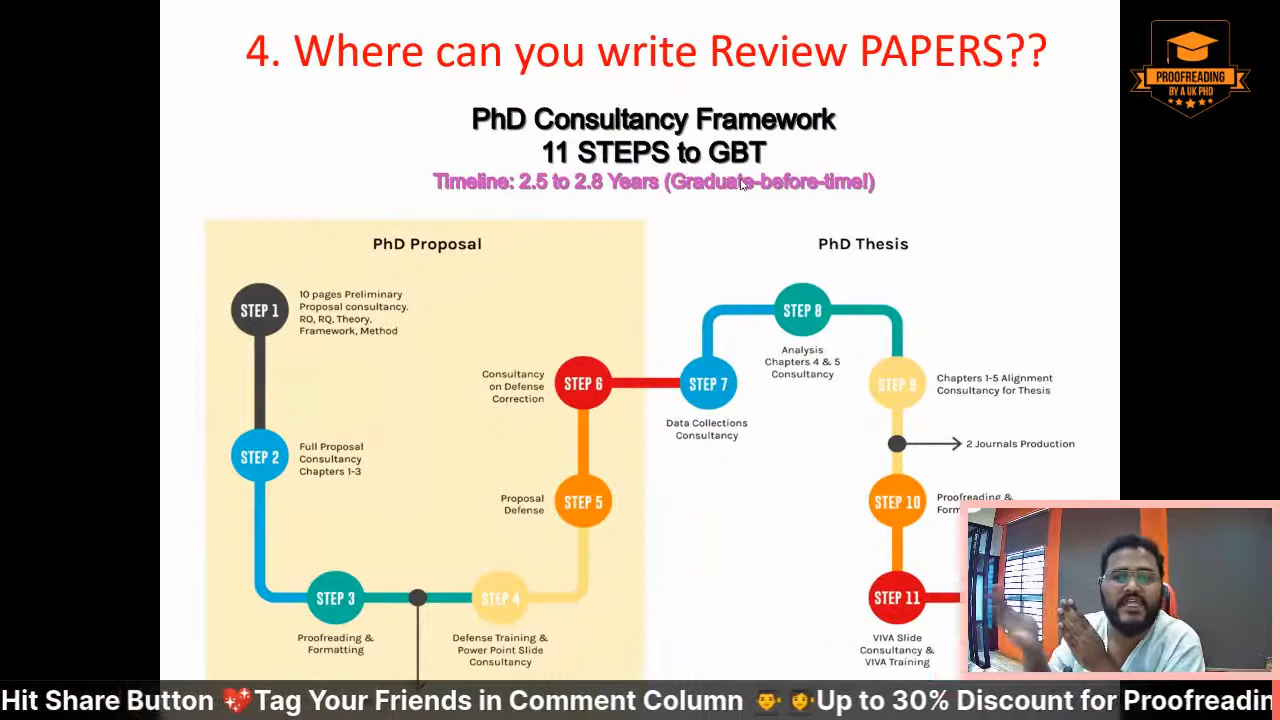 4. Where can you write Review PAPERS??
PROOFREADING
BY A UK PHD
PhD Consultancy Framework
11 STEPS to GBT
Timeline: 2.5 to 2.8 Years (Graduate-before-time!)
PhD Proposal
STEP 1
10 pages Preliminary
Proposal consultancy.
RO, RQ, Theory,
Framework, Method
STEP 2
Full Proposal
Consultancy
Chapters 1-3
STEP 3
Proofreading &
Formatting
STEP 4
Defense Training &
Power Point Slide
Consultancy
STEP 5
Proposal
Defense
STEP 6
Consultancy
on Defense
Correction
PhD Thesis
STEP 7
Data Collections
Consultancy
STEP 8
Analysis
Chapters 4 & 5
Consultancy
STEP 9
Chapters 1-5 Alignment
Consultancy for Thesis
2 Journals Production
STEP 10
Proofreading &
STEP 11
VIVA Slide
Consultancy &
VIVA Training
Hit Share Button 💖Tag Your Friends in Comment Column 👨 👩Up to 30% Discount for Proofreadin